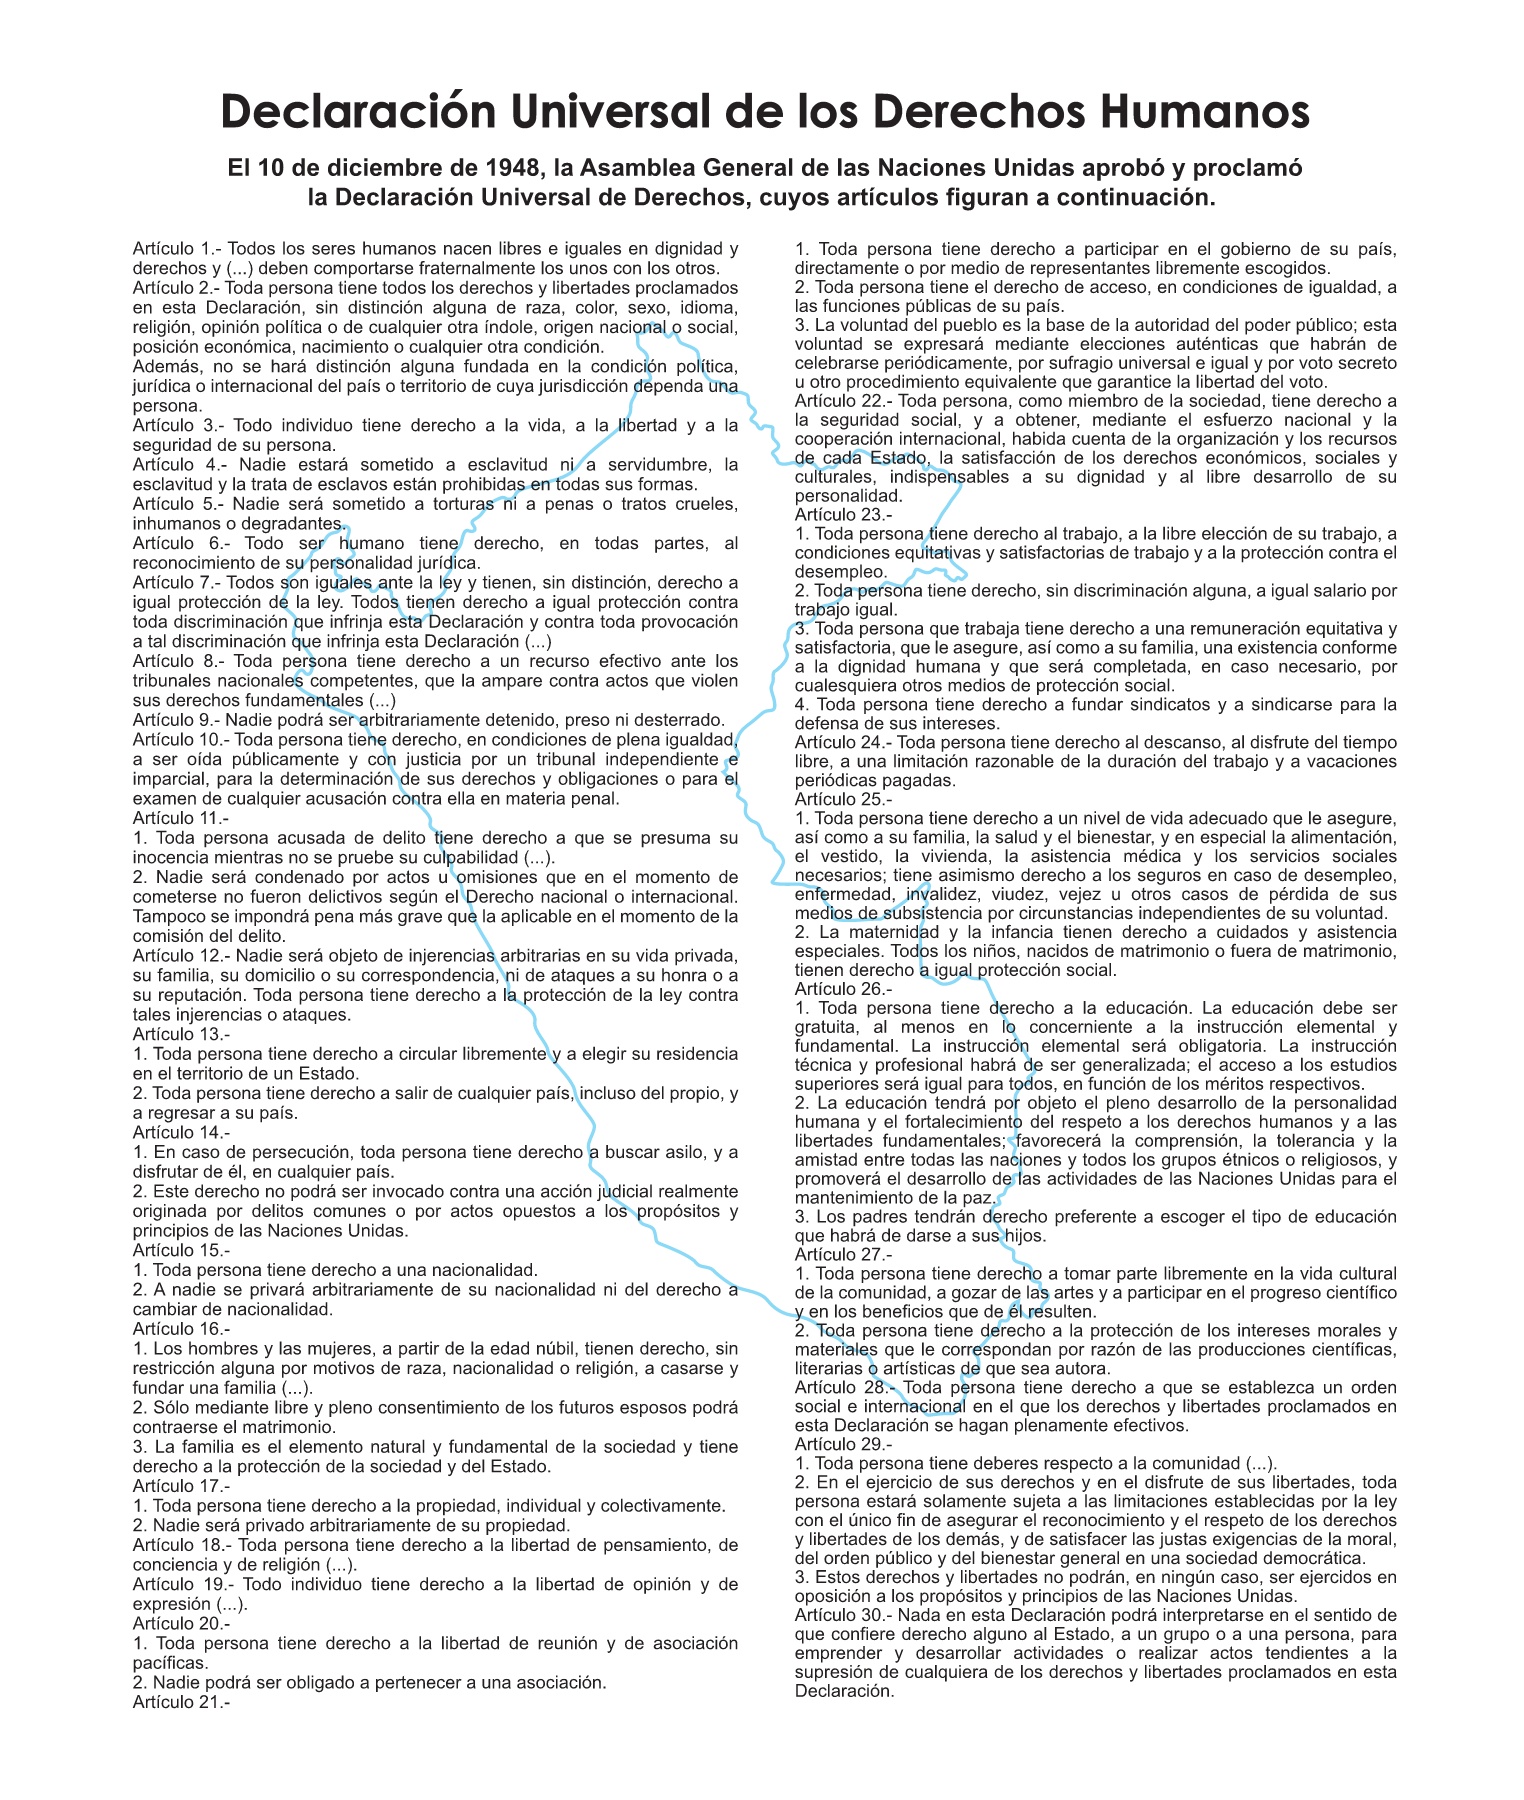 Declaración Universal de los Derechos Humanos
El 10 de diciembre de 1948, la Asamblea General de las Naciones Unidas aprobó y proclamó
la Declaración Universal de Derechos, cuyos artículos figuran a continuación.
Artículo 1.- Todos los seres humanos nacen libres e iguales en dignidad y
derechos y (...) deben comportarse fraternalmente los unos con los otros.
Artículo 2.- Toda persona tiene todos los derechos y libertades proclamados
en esta Declaración, sin distinción alguna de raza, color, sexo, idioma,
religión, opinión política o de cualquier otra índole, origen nacional o social,
posición económica, nacimiento o cualquier otra condición.
Además, no se hará distinción alguna fundada en la condición política,
jurídica o internacional del país o territorio de cuya jurisdicción dependa una
persona.
Artículo 3.- Todo individuo tiene derecho a la vida, a la libertad y a la
seguridad de su persona.
Artículo 4.- Nadie estará sometido a esclavitud ni a servidumbre, la
esclavitud y la trata de esclavos están prohibidas en todas sus formas.
Artículo 5.- Nadie será sometido a torturas ni a penas o tratos crueles,
inhumanos o degradantes.
Artículo 6.- Todo ser humano tiene derecho, en todas partes, al
reconocimiento de su personalidad jurídica.
Artículo 7.- Todos son iguales ante la ley y tienen, sin distinción, derecho a
igual protección de la ley. Todos tienen derecho a igual protección contra
toda discriminación que infrinja esta Declaración y contra toda provocación
a tal discriminación que infrinja esta Declaración (...)
Artículo 8.- Toda persona tiene derecho a un recurso efectivo ante los
tribunales nacionales competentes, que la ampare contra actos que violen
sus derechos fundamentales (...)
Artículo 9.- Nadie podrá ser arbitrariamente detenido, preso ni desterrado.
Artículo 10.- Toda persona tiene derecho, en condiciones de plena igualdad,
a ser oída públicamente y con justicia por un tribunal independiente e
imparcial, para la determinación de sus derechos y obligaciones o para el
examen de cualquier acusación contra ella en materia penal.
Artículo 11.-
1. Toda persona acusada de delito tiene derecho a que se presuma su
inocencia mientras no se pruebe su culpabilidad (...).
2. Nadie será condenado por actos u omisiones que en el momento de
cometerse no fueron delictivos según el Derecho nacional o internacional.
Tampoco se impondrá pena más grave que la aplicable en el momento de la
comisión del delito.
Artículo 12.- Nadie será objeto de injerencias arbitrarias en su vida privada,
su familia, su domicilio o su correspondencia, ni de ataques a su honra o a
su reputación. Toda persona tiene derecho a la protección de la ley contra
tales injerencias o ataques.
Artículo 13.-
1. Toda persona tiene derecho a circular libremente y a elegir su residencia
en el territorio de un Estado.
2. Toda persona tiene derecho a salir de cualquier país, incluso del propio, y
a regresar a su país.
Artículo 14.-
1. En caso de persecución, toda persona tiene derecho a buscar asilo, y a
disfrutar de él, en cualquier país.
2. Este derecho no podrá ser invocado contra una acción judicial realmente
originada por delitos comunes o por actos opuestos a los propósitos y
principios de las Naciones Unidas.
Artículo 15.-
1. Toda persona tiene derecho a una nacionalidad.
2. A nadie se privará arbitrariamente de su nacionalidad ni del derecho a
cambiar de nacionalidad.
Artículo 16.-
1. Los hombres y las mujeres, a partir de la edad núbil, tienen derecho, sin
restricción alguna por motivos de raza, nacionalidad o religión, a casarse y
fundar una familia (...).
2. Sólo mediante libre y pleno consentimiento de los futuros esposos podrá
contraerse el matrimonio.
3. La familia es el elemento natural y fundamental de la sociedad y tiene
derecho a la protección de la sociedad y del Estado.
Artículo 17.-
1. Toda persona tiene derecho a la propiedad, individual y colectivamente.
2. Nadie será privado arbitrariamente de su propiedad.
Artículo 18.- Toda persona tiene derecho a la libertad de pensamiento, de
conciencia y de religión (...).
Artículo 19.- Todo individuo tiene derecho a la libertad de opinión y de
expresión (...).
Artículo 20.-
1. Toda persona tiene derecho a la libertad de reunión y de asociación
pacíficas.
2. Nadie podrá ser obligado a pertenecer a una asociación.
Artículo 21.-
1. Toda persona tiene derecho a participar en el gobierno de su país,
directamente o por medio de representantes libremente escogidos.
2. Toda persona tiene el derecho de acceso, en condiciones de igualdad, a
las funciones públicas de su país.
3. La voluntad del pueblo es la base de la autoridad del poder público; esta
voluntad se expresará mediante elecciones auténticas que habrán de
celebrarse periódicamente, por sufragio universal e igual y por voto secreto
u otro procedimiento equivalente que garantice la libertad del voto.
Artículo 22.- Toda persona, como miembro de la sociedad, tiene derecho a
la seguridad social, y a obtener, mediante el esfuerzo nacional y la
cooperación internacional, habida cuenta de la organización y los recursos
de cada Estado, la satisfacción de los derechos económicos, sociales y
culturales, indispensables a su dignidad y al libre desarrollo de su
personalidad.
Artículo 23.-
1. Toda persona tiene derecho al trabajo, a la libre elección de su trabajo, a
condiciones equitativas y satisfactorias de trabajo y a la protección contra el
desempleo.
2. Toda persona tiene derecho, sin discriminación alguna, a igual salario por
trabajo igual.
3. Toda persona que trabaja tiene derecho a una remuneración equitativa y
satisfactoria, que le asegure, así como a su familia, una existencia conforme
a la dignidad humana y que será completada, en caso necesario, por
cualesquiera otros medios de protección social.
4. Toda persona tiene derecho a fundar sindicatos y a sindicarse para la
defensa de sus intereses.
Artículo 24.- Toda persona tiene derecho al descanso, al disfrute del tiempo
libre, a una limitación razonable de la duración del trabajo y a vacaciones
periódicas pagadas.
Artículo 25.-
1. Toda persona tiene derecho a un nivel de vida adecuado que le asegure,
así como a su familia, la salud y el bienestar, y en especial la alimentación,
el vestido, la vivienda, la asistencia médica y los servicios sociales
necesarios; tiene asimismo derecho a los seguros en caso de desempleo,
enfermedad, invalidez, viudez, vejez u otros casos de pérdida de sus
medios de subsistencia por circunstancias independientes de su voluntad.
2. La maternidad y la infancia tienen derecho a cuidados y asistencia
especiales. Todos los niños, nacidos de matrimonio o fuera de matrimonio,
tienen derecho a igual protección social.
Artículo 26.-
1. Toda persona tiene derecho a la educación. La educación debe ser
gratuita, al menos en lo concerniente a la instrucción elemental y
fundamental. La instrucción elemental será obligatoria. La instrucción
técnica y profesional habrá de ser generalizada; el acceso a los estudios
superiores será igual para todos, en función de los méritos respectivos.
2. La educación tendrá por objeto el pleno desarrollo de la personalidad
humana y el fortalecimiento del respeto a los derechos humanos y a las
libertades fundamentales; favorecerá la comprensión, la tolerancia y la
amistad entre todas las naciones y todos los grupos étnicos o religiosos, y
promoverá el desarrollo de las actividades de las Naciones Unidas para el
mantenimiento de la paz.
3. Los padres tendrán derecho preferente a escoger el tipo de educación
que habrá de darse a sus hijos.
Artículo 27.-
1. Toda persona tiene derecho a tomar parte libremente en la vida cultural
de la comunidad, a gozar de las artes y a participar en el progreso científico
y en los beneficios que de él resulten.
2. Toda persona tiene derecho a la protección de los intereses morales y
materiales que le correspondan por razón de las producciones científicas,
literarias o artísticas de que sea autora.
Artículo 28.- Toda persona tiene derecho a que se establezca un orden
social e internacional en el que los derechos y libertades proclamados en
esta Declaración se hagan plenamente efectivos.
Artículo 29.-
1. Toda persona tiene deberes respecto a la comunidad (...).
2. En el ejercicio de sus derechos y en el disfrute de sus libertades, toda
persona estará solamente sujeta a las limitaciones establecidas por la ley
con el único fin de asegurar el reconocimiento y el respeto de los derechos
y libertades de los demás, y de satisfacer las justas exigencias de la moral,
del orden público y del bienestar general en una sociedad democrática.
3. Estos derechos y libertades no podrán, en ningún caso, ser ejercidos en
oposición a los propósitos y principios de las Naciones Unidas.
Artículo 30.- Nada en esta Declaración podrá interpretarse en el sentido de
que confiere derecho alguno al Estado, a un grupo o a una persona, para
emprender y desarrollar actividades o realizar actos tendientes a la
supresión de cualquiera de los derechos y libertades proclamados en esta
Declaración.